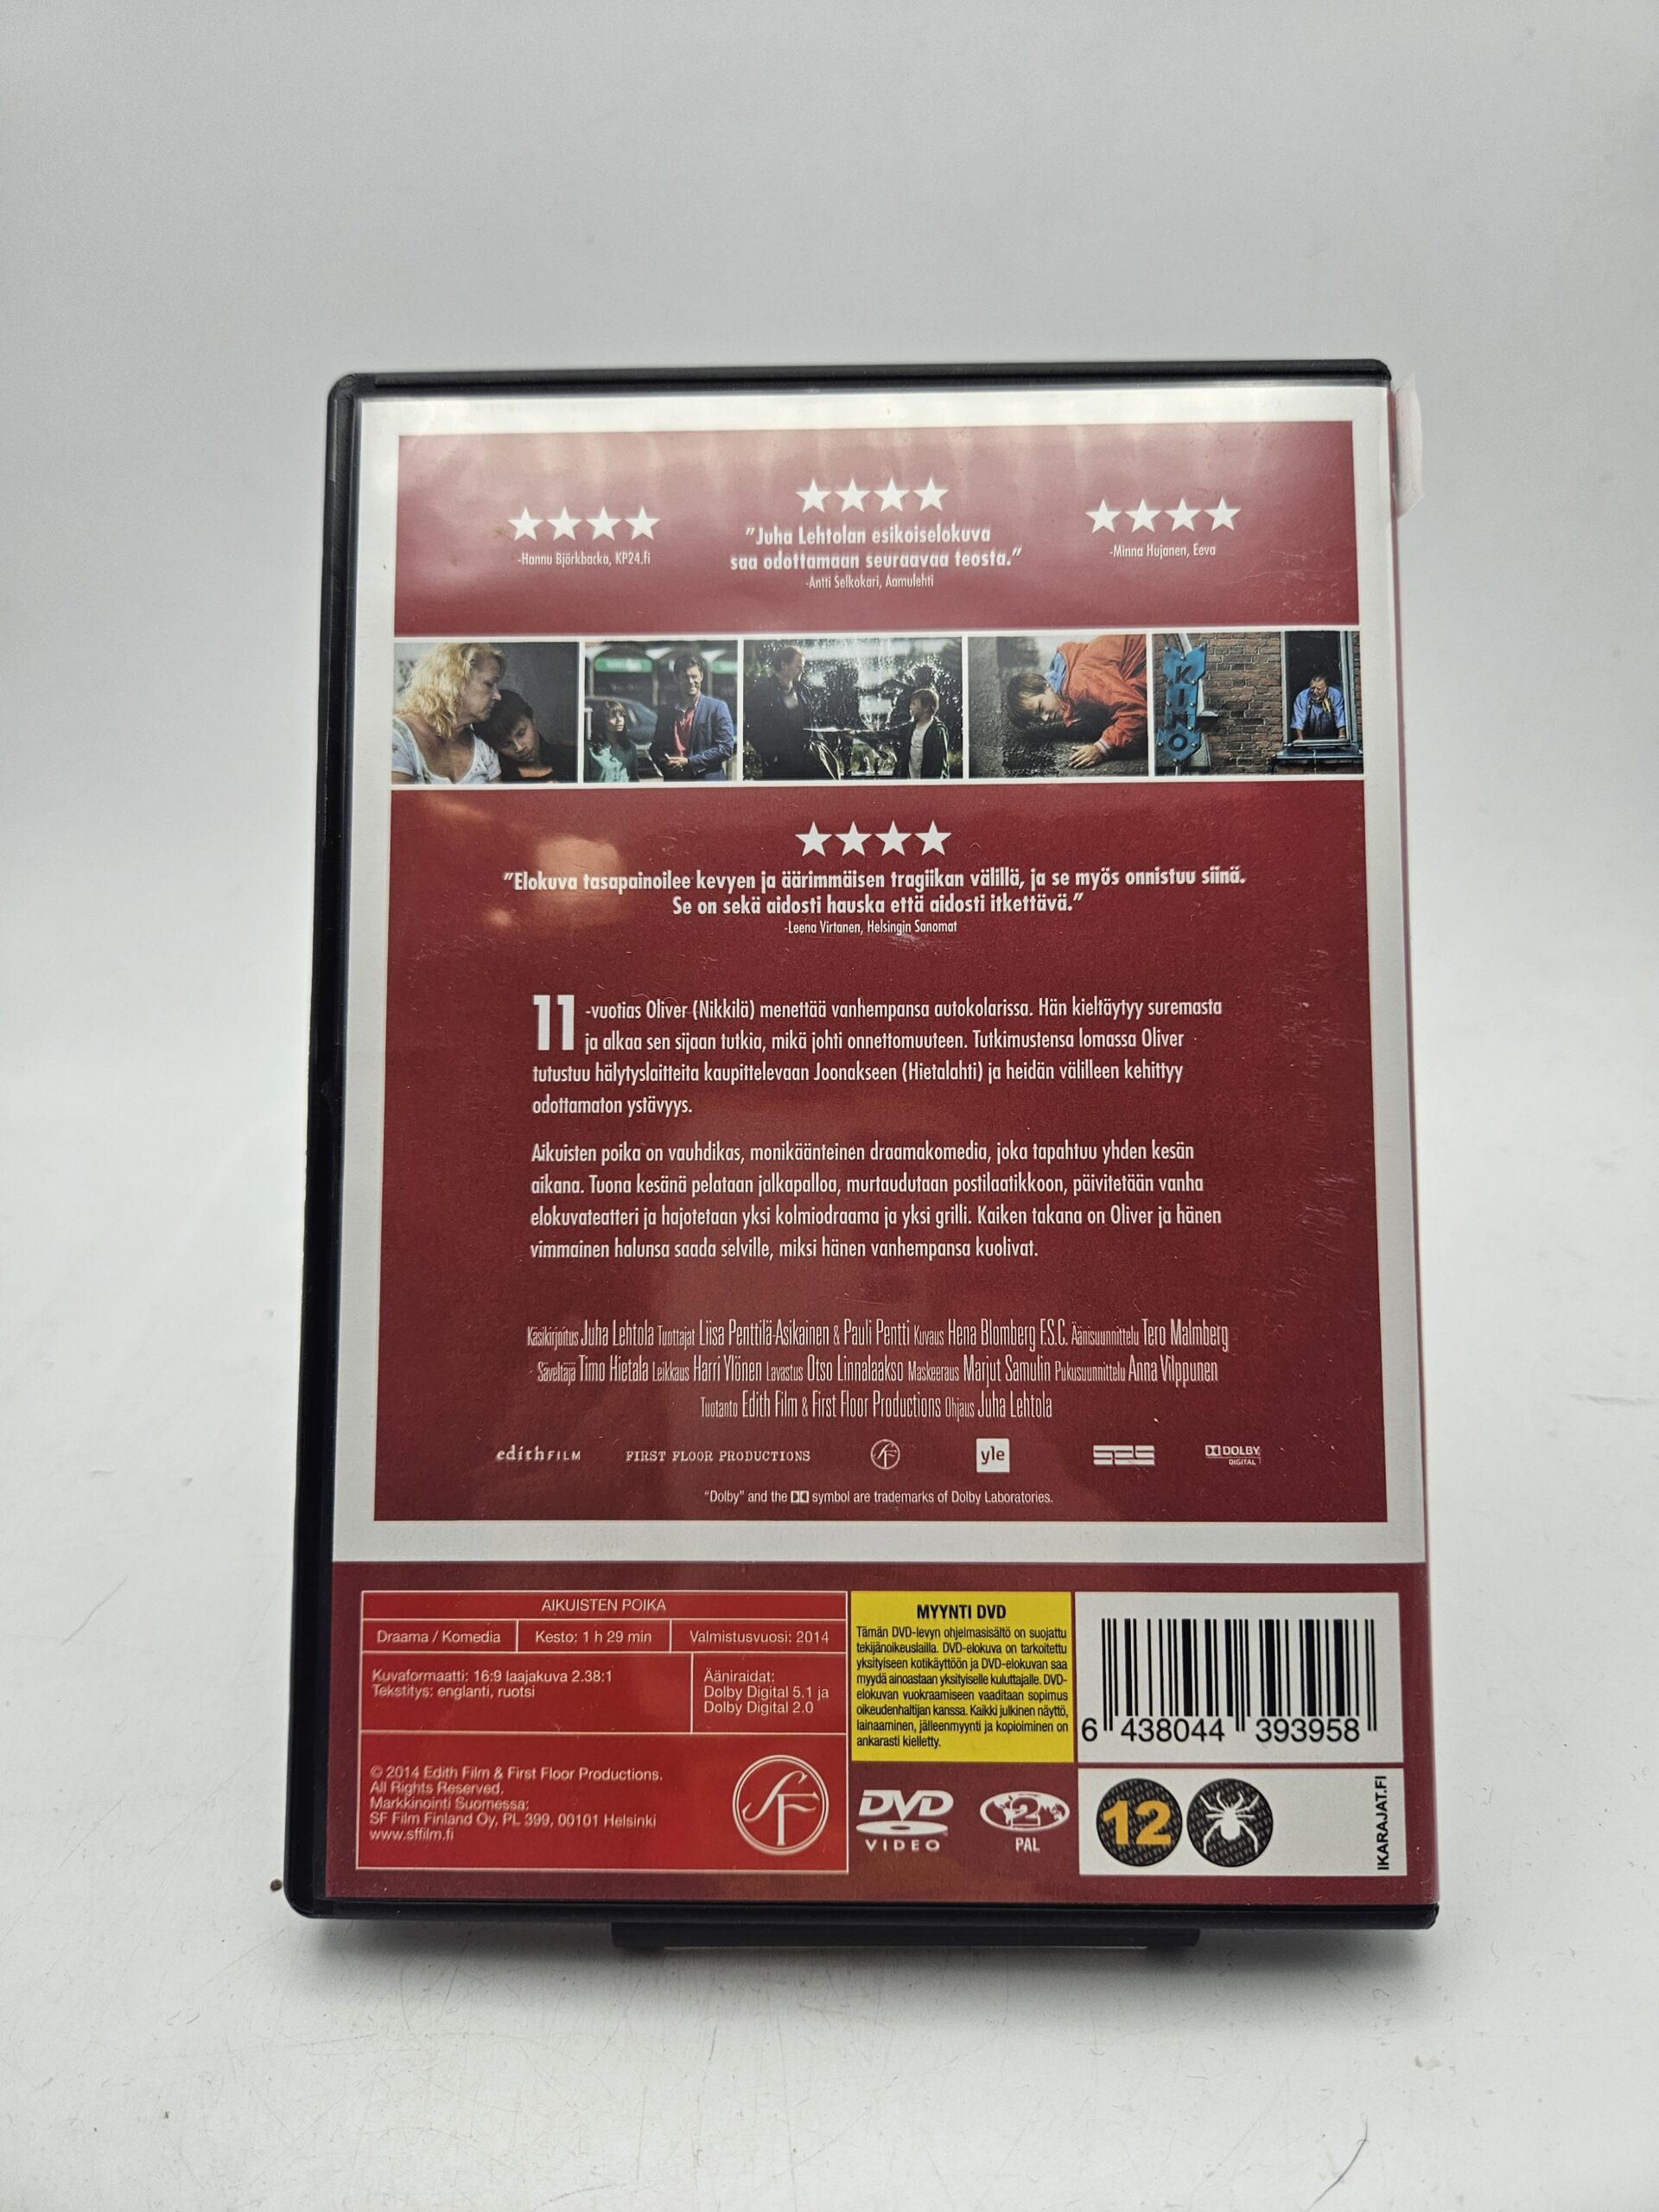 ★★★★
-Hannu Björkbacka, KP24.fi
★★★★
"Juha Lehtolan esikoiselokuva
saa odottamaan seuraavaa teosta."
-Antti Selkokari, Aamulehti
★★★★
-Minna Hujanen, Eeva
KINO
★★★★
"Elokuva tasapainoilee kevyen ja äärimmäisen tragiikan välillä, ja se myös onnistuu siinä.
Se on sekä aidosti hauska että aidosti itkettävä."
-Leena Virtanen, Helsingin Sanomat
11-vuotias Oliver (Nikkilä) menettää vanhempansa autokolarissa. Hän kieltäytyy suremasta
ja alkaa sen sijaan tutkia, mikä johti onnettomuuteen. Tutkimustensa lomassa Oliver
tutustuu hälytyslaitteita kaupittelevaan Joonakseen (Hietalahti) ja heidän välilleen kehittyy
odottamaton ystävyys.
Aikuisten poika on vauhdikas, monikäänteinen draamakomedia, joka tapahtuu yhden kesän
aikana. Tuona kesänä pelataan jalkapalloa, murtaudutaan postilaatikkoon, päivitetään vanha
elokuvateatteri ja hajotetaan yksi kolmiodraama ja yksi grilli. Kaiken takana on Oliver ja hänen
vimmainen halunsa saada selville, miksi hänen vanhempansa kuolivat.
Käsikirjoitus Juha Lehtola Tuottajat Liisa Penttilä-Asikainen & Pauli Pentti Kuvaus Hena Blomberg F.S.C. Äänisuunnittelu Tero Malmberg
Säveltäjä Timo Hietala Leikkaus Harri Ylönen Lavastus Otso Linnalaakso Maskeeraus Marjut Samulin Pukusuunnittelu Anna Vilppunen
Tuotanto Edith Film & First Floor Productions Ohjaus Juha Lehtola
edith FILM FIRST FLOOR PRODUCTIONS SF yle SES DOLBY DIGITAL
"Dolby" and the symbol are trademarks of Dolby Laboratories.
AIKUISTEN POIKA
Draama / Komedia Kesto: 1 h 29 min Valmistusvuosi: 2014
Kuvaformaatti: 16:9 laajakuva 2.38:1
Tekstitys: englanti, ruotsi
Ääniraidat:
Dolby Digital 5.1 ja
Dolby Digital 2.0
© 2014 Edith Film & First Floor Productions.
All Rights Reserved.
Markkinointi Suomessa:
SF Film Finland Oy, PL 399, 00101 Helsinki
www.sffilm.fi
SF
MYYNTI DVD
Tämän DVD-levyn ohjelmasisältö on suojattu
tekijänoikeuslailla. DVD-elokuva on tarkoitettu
yksityiseen kotikäyttöön ja DVD-elokuvan saa
myydä ainoastaan yksityiselle kuluttajalle. DVD-
elokuvan vuokraamiseen vaaditaan sopimus
oikeudenhaltijan kanssa. Kaikki julkinen näyttö,
lainaaminen, jälleenmyynti ja kopioiminen on
ankarasti kielletty.
DVD
VIDEO
2
PAL
6 438044 393958
12
IKARAJAT.FI